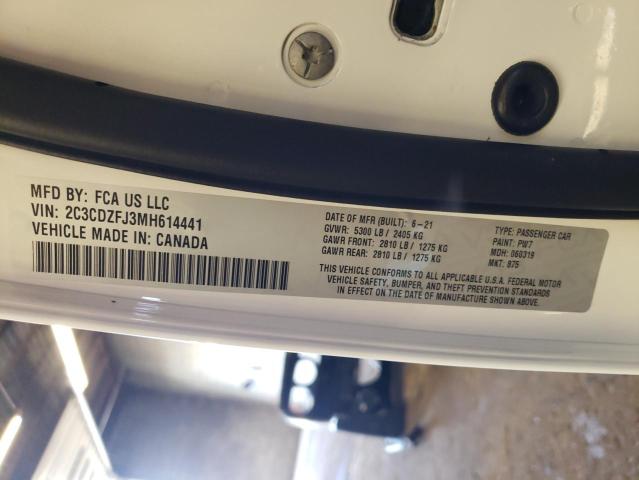 MFD BY: FCA US LLC
VIN: 2C3CDZFJ3MH614441
VEHICLE MADE IN: CANADA
DATE OF MFR (BUILT): 6-21
GVWR: 5300 LB / 2405 KG
GAWR FRONT: 2810 LB / 1275 KG
GAWR REAR: 2810 LB / 1275 KG
TYPE: PASSENGER CAR
PAINT: PW7
MDH: 060319
MKT: 875
THIS VEHICLE CONFORMS TO ALL APPLICABLE U.S.A. FEDERAL MOTOR
VEHICLE SAFETY, BUMPER, AND THEFT PREVENTION STANDARDS
IN EFFECT ON THE DATE OF MANUFACTURE SHOWN ABOVE.